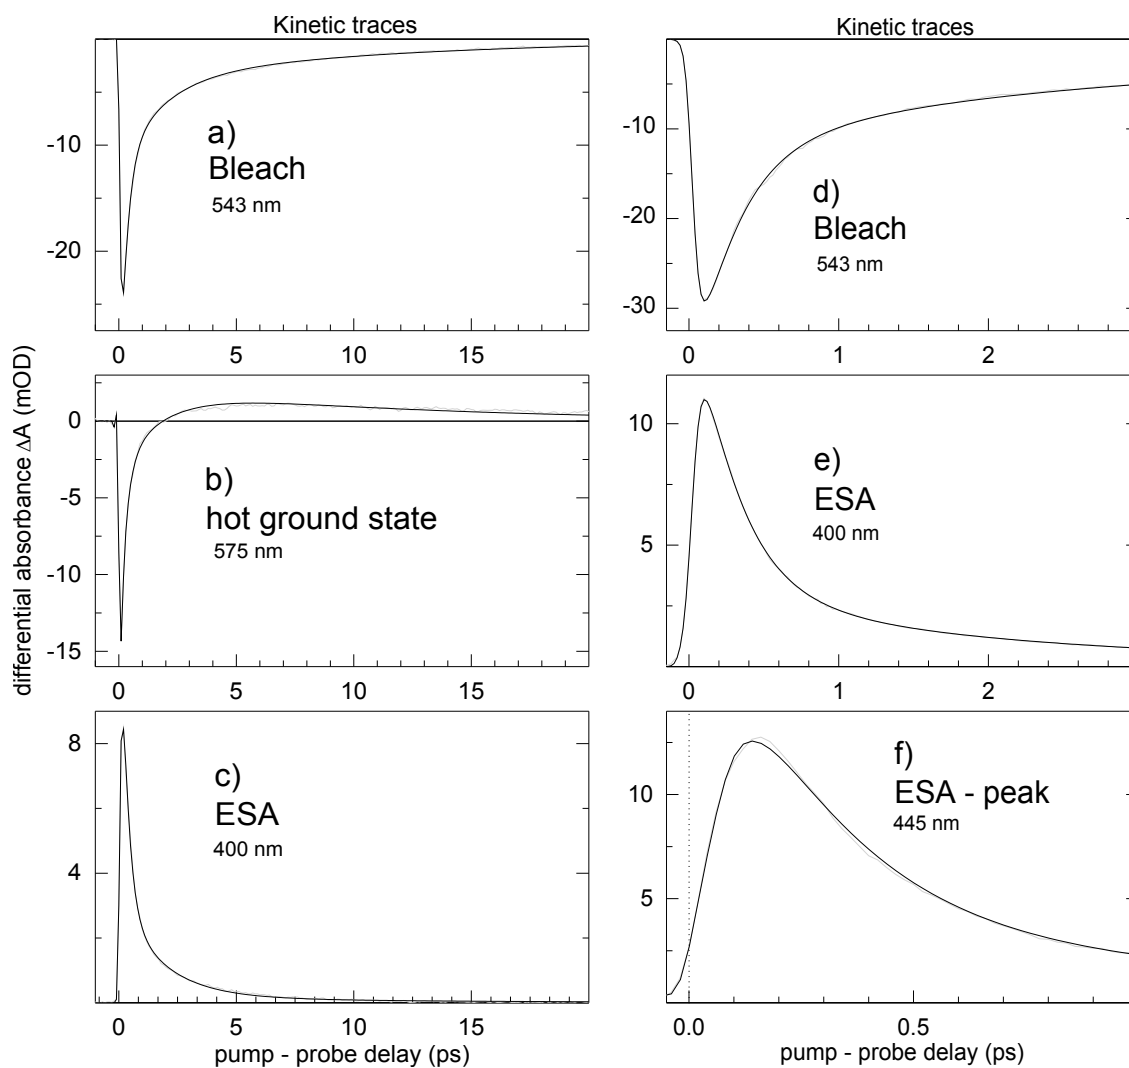 Kinetic traces
Kinetic traces
differential absorbance ΔA (mOD)
-10
-20
a)
Bleach
543 nm
0 5 10 15
-10
-20
-30
d)
Bleach
543 nm
0 1 2
0
-5
-10
-15
b)
hot ground state
575 nm
0 5 10 15
10
5
e)
ESA
400 nm
0 1 2
8
4
c)
ESA
400 nm
0 5 10 15
pump - probe delay (ps)
10
5
f)
ESA - peak
445 nm
0.0 0.5
pump - probe delay (ps)